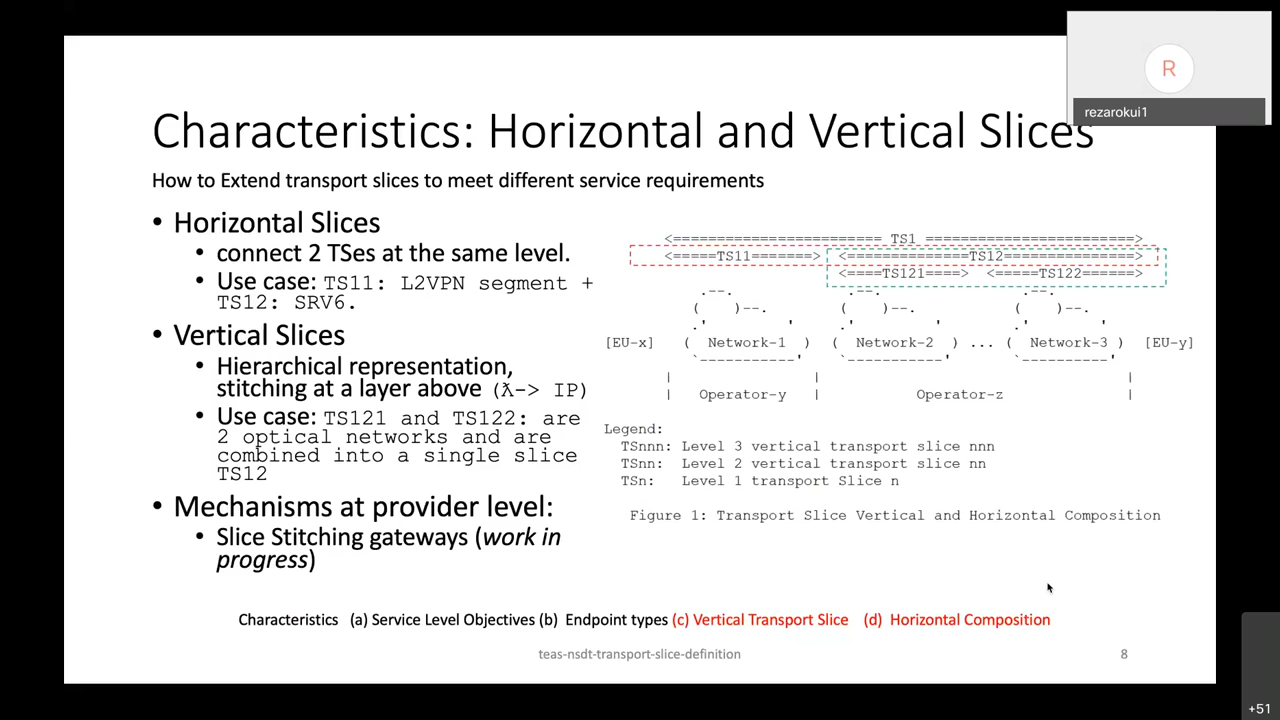 R
rezarokui1
Characteristics: Horizontal and Vertical Slices
How to Extend transport slices to meet different service requirements
• Horizontal Slices
• connect 2 TSes at the same level.
• Use case: TS11: L2VPN segment +
TS12: SRV6.
• Vertical Slices
• Hierarchical representation,
stitching at a layer above (ƛ-> IP)
• Use case: TS121 and TS122: are
2 optical networks and are
combined into a single slice
TS12
• Mechanisms at provider level:
• Slice Stitching gateways (work in
progress)
<======================= TS1 =======================>
<=====TS11=======> <==============TS12==============>
<====TS121====> <=====TS122======>
.--. .--. .--.
( )--. ( )--. ( )--.
.' ' .' ' .' '
[EU-x] ( Network-1 ) ( Network-2 ) ... ( Network-3 ) [EU-y]
`-----------' `-----------' `-----------'
| | |
| Operator-y | Operator-z |
Legend:
TSnnn: Level 3 vertical transport slice nnn
TSnn: Level 2 vertical transport slice nn
TSn: Level 1 transport Slice n
Figure 1: Transport Slice Vertical and Horizontal Composition
Characteristics (a) Service Level Objectives (b) Endpoint types (c) Vertical Transport Slice (d) Horizontal Composition
teas-nsdt-transport-slice-definition
8
+51